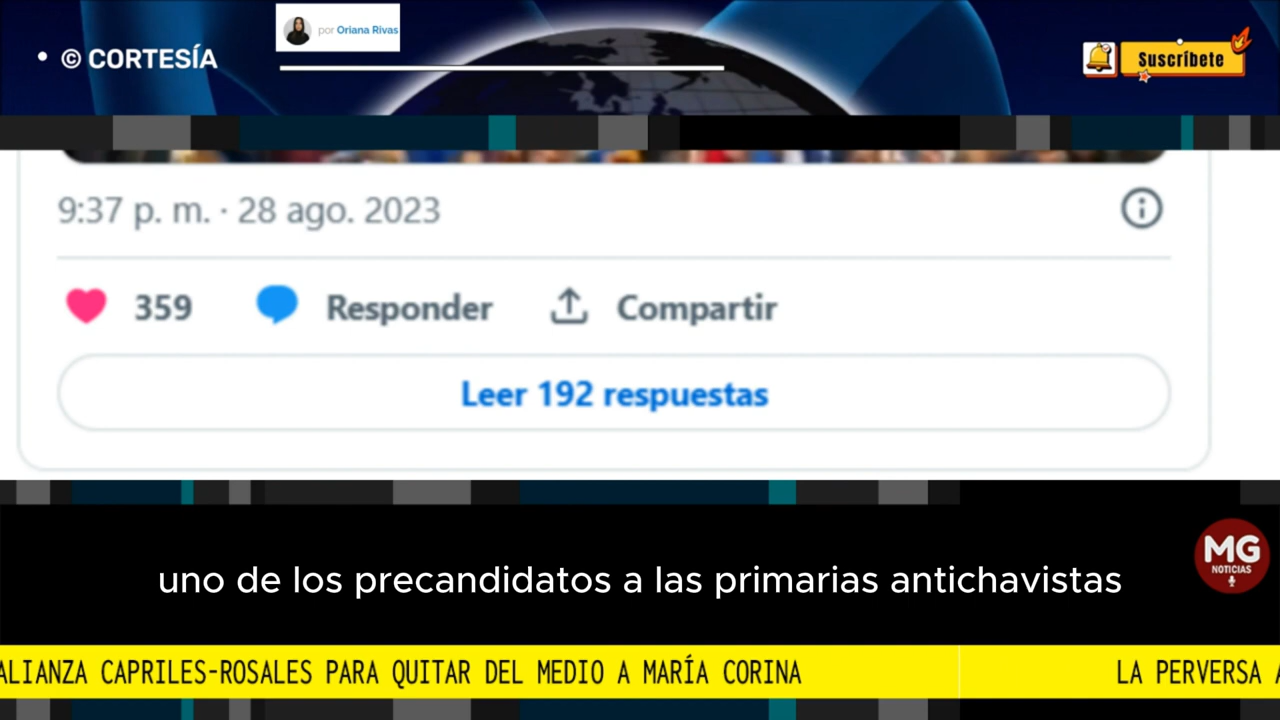 por Oriana Rivas
• © CORTESÍA
Suscríbete
9:37 p. m. · 28 ago. 2023
359 Responder Compartir
Leer 192 respuestas
MG
NOTICIAS
uno de los precandidatos a las primarias antichavistas
ALIANZA CAPRILES-ROSALES PARA QUITAR DEL MEDIO A MARÍA CORINA LA PERVERSA A